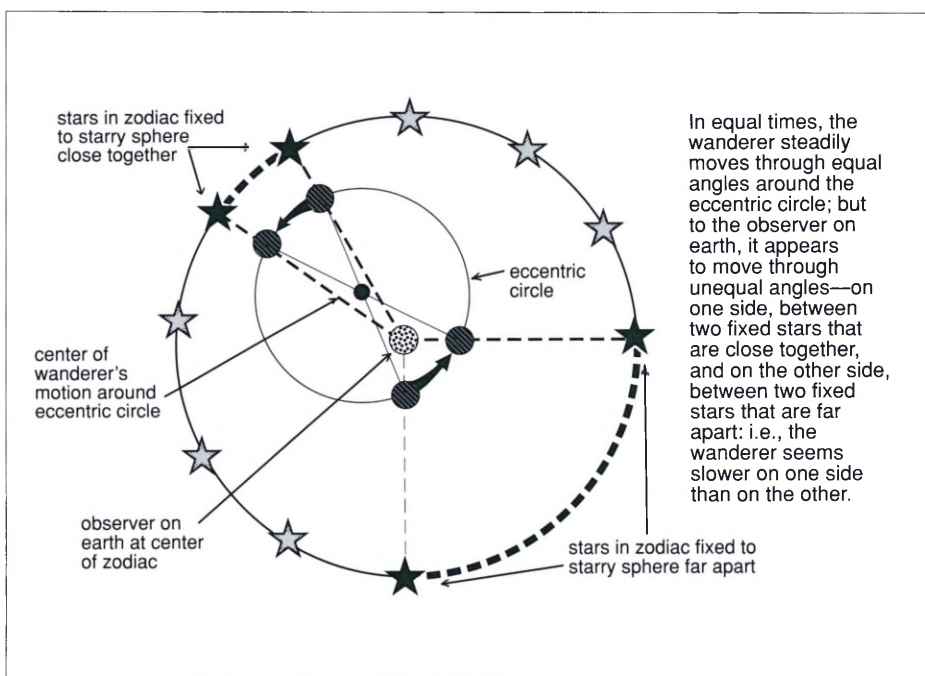 stars in zodiac fixed
to starry sphere
close together
In equal times, the
wanderer steadily
moves through equal
angles around the
eccentric circle; but
to the observer on
earth, it appears
to move through
unequal angles—on
one side, between
two fixed stars that
are close together,
and on the other side,
between two fixed
stars that are far
apart: i.e., the
wanderer seems
slower on one side
than on the other.
eccentric
circle
center of
wanderer's
motion around
eccentric circle
observer on
earth at center
of zodiac
stars in zodiac fixed to
starry sphere far apart